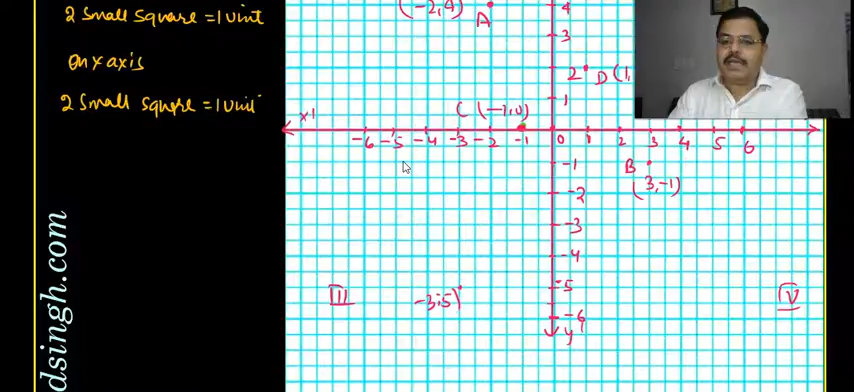 2 Small Square = 1 Unit
On x axis
2 Small Square = 1 Unit
(-2,4) A 4
3
2 D (1,
1
C (-1,0)
x1
-6 -5 -4 -3 -2 -1 0 1 2 3 4 5 6
-1
B
(3,-1)
-2
-3
-4
-5
III
-3,-5)
IV
-6
y
dsingh.com